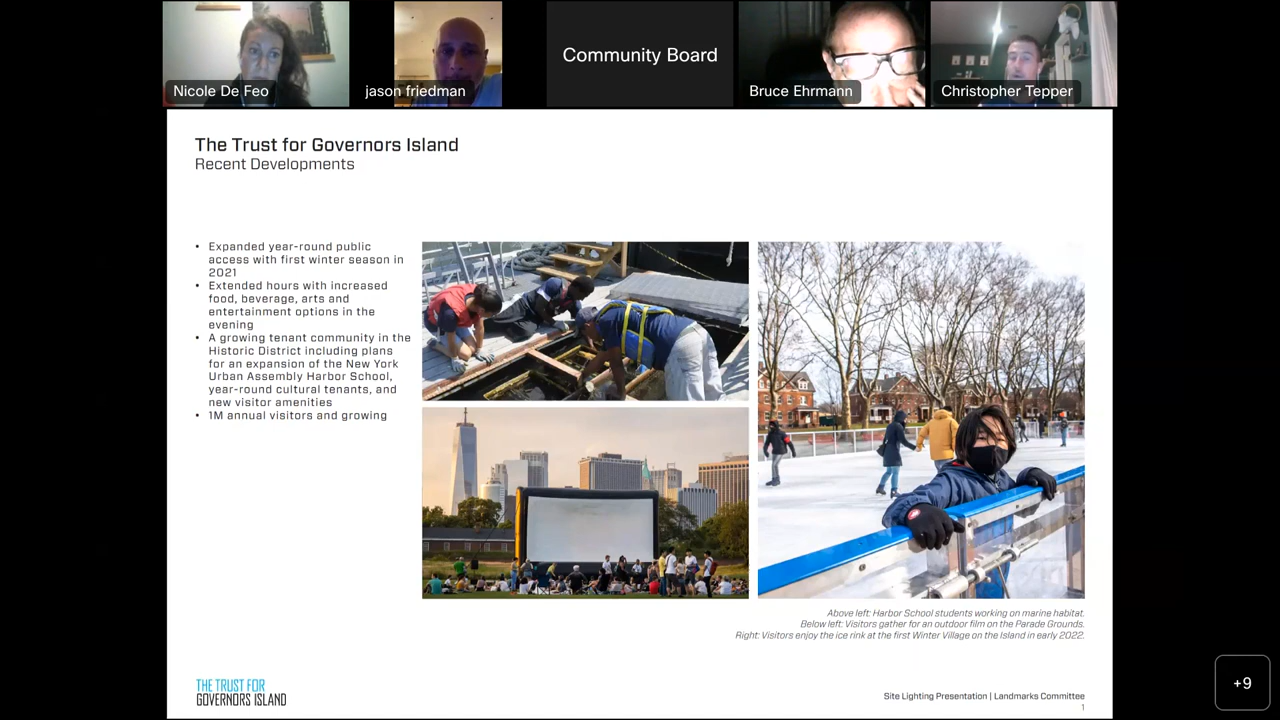 Nicole De Feo
jason friedman
Community Board
Bruce Ehrmann
Christopher Tepper
The Trust for Governors Island
Recent Developments
• Expanded year-round public
access with first winter season in
2021
• Extended hours with increased
food, beverage, arts and
entertainment options in the
evening
• A growing tenant community in the
Historic District including plans
for an expansion of the New York
Urban Assembly Harbor School,
year-round cultural tenants, and
new visitor amenities
• 1M annual visitors and growing
Above left: Harbor School students working on marine habitat.
Below left: Visitors gather for an outdoor film on the Parade Grounds.
Right: Visitors enjoy the ice rink at the first Winter Village on the Island in early 2022.
THE TRUST FOR
GOVERNORS ISLAND
Site Lighting Presentation | Landmarks Committee
1
+9